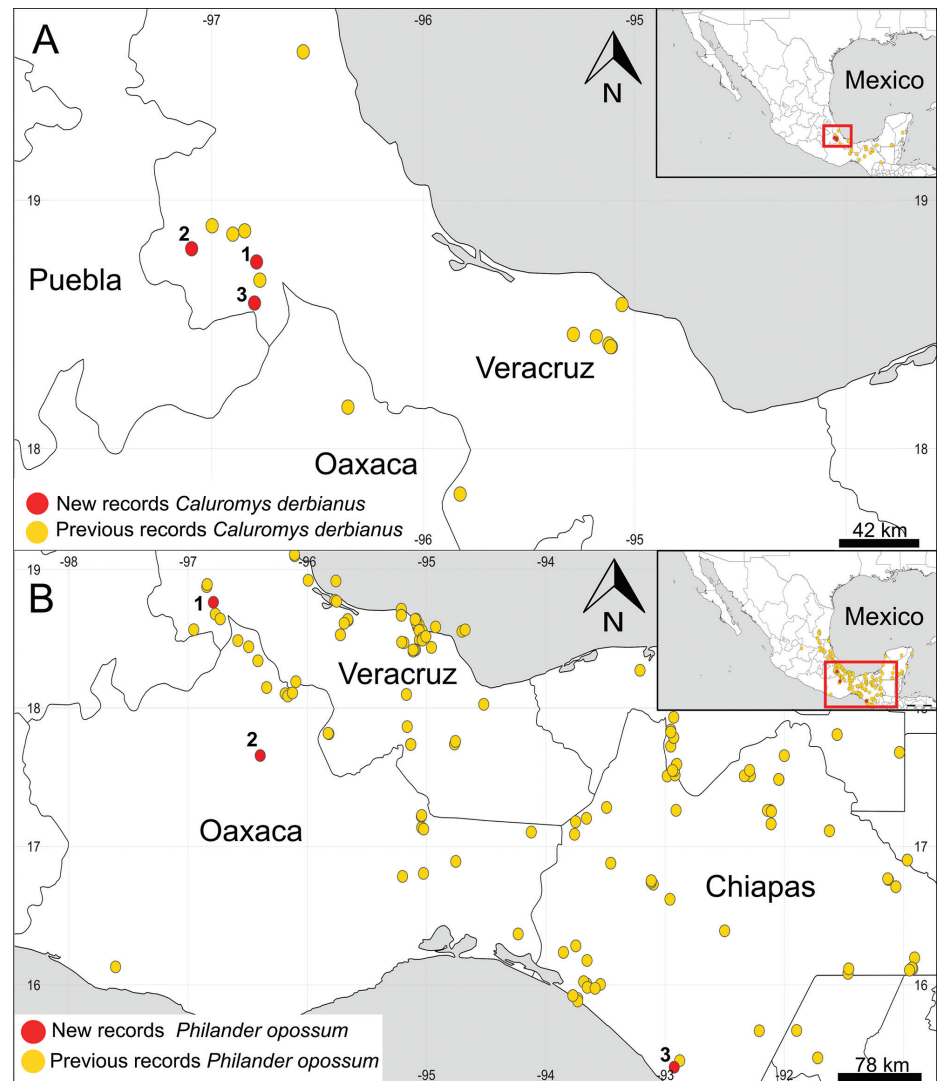 -97 -96 -95
A
N
Mexico
19 19
2
1
3
Puebla
Veracruz
18 18
Oaxaca
New records Caluromys derbianus
Previous records Caluromys derbianus
-97 -96 -95
42 km
-98 -97 -96 -95 -94
19
B
N
Mexico
1
Veracruz
18
2
Oaxaca
17 17
Chiapas
16 16
New records Philander opossum
Previous records Philander opossum
3
-95 -94 -93 -92
78 km